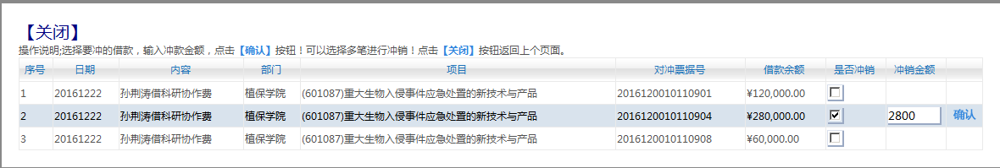 【关闭】
操作说明;选择要冲的借款，输入冲款金额，点击【确认】按钮！可以选择多笔进行冲销！点击【关闭】按钮返回上个页面。
序号 日期 内容 部门 项目 对冲票据号 借款余额 是否冲销 冲销金额
1 20161222 孙荆涛借科研协作费 植保学院 (601087)重大生物入侵事件应急处置的新技术与产品 2016120010110901 ¥120,000.00
2 20161222 孙荆涛借科研协作费 植保学院 (601087)重大生物入侵事件应急处置的新技术与产品 2016120010110904 ¥280,000.00 2800 确认
3 20161222 孙荆涛借科研协作费 植保学院 (601087)重大生物入侵事件应急处置的新技术与产品 2016120010110908 ¥60,000.00